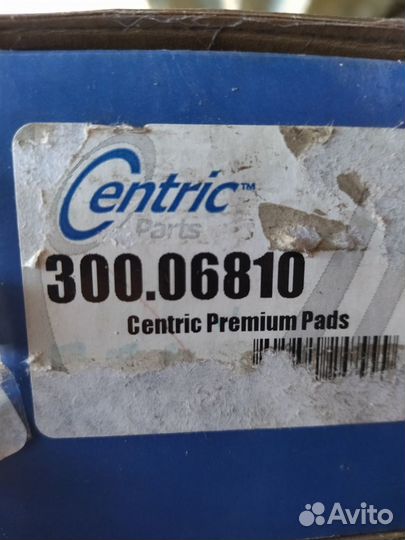 Centric™
Parts
300.06810
Centric Premium Pads
Avito